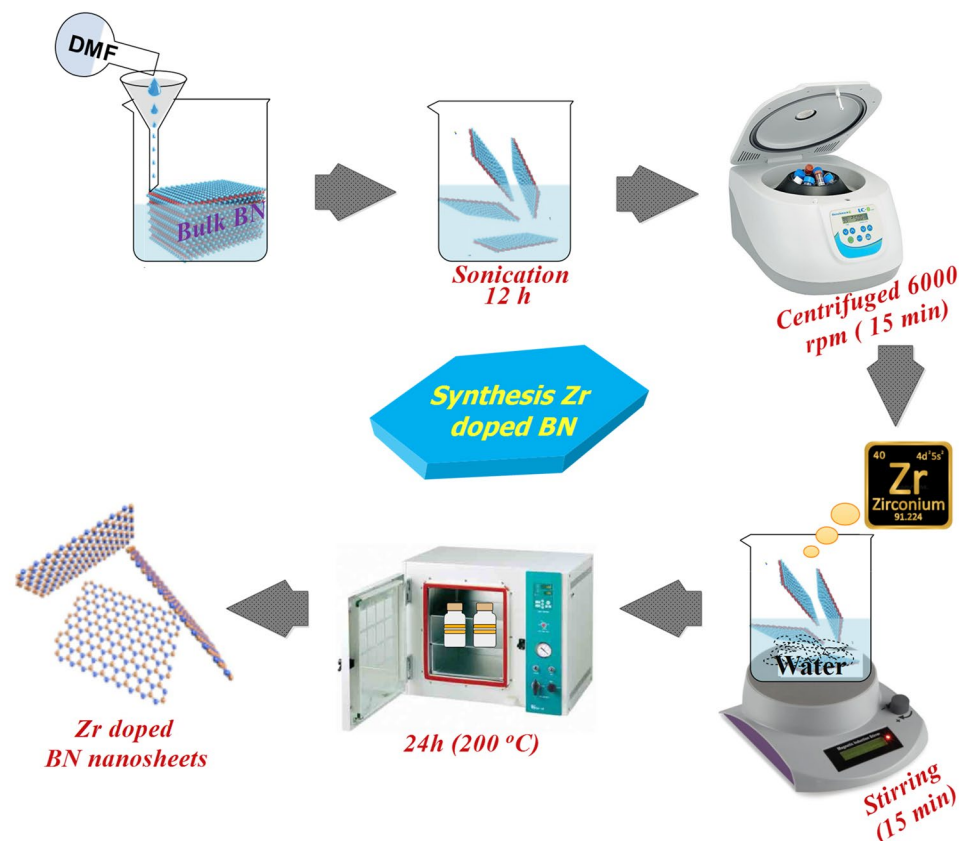 DMF
Bulk BN
Sonication
12 h
Centrifuged 6000
rpm ( 15 min)
Synthesis Zr
doped BN
40 4d²5s²
Zr
Zirconium
91.224
Water
Stirring
(15 min)
24h (200 °C)
Zr doped
BN nanosheets